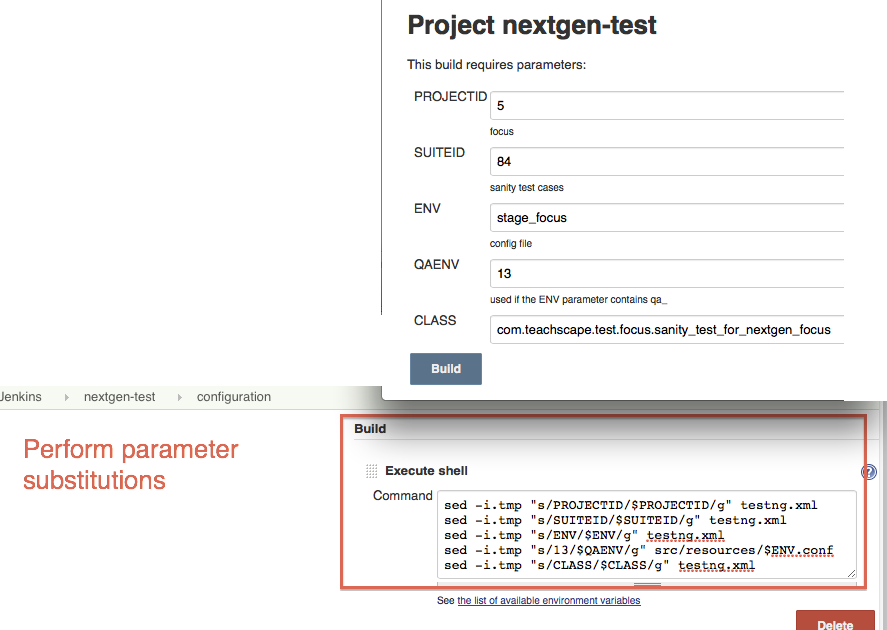 Project nextgen-test
This build requires parameters:
PROJECTID
5
focus
SUITEID
84
sanity test cases
ENV
stage_focus
config file
QAENV
13
used if the ENV parameter contains qa_
CLASS
com.teachscape.test.focus.sanity_test_for_nextgen_focus
Build
Jenkins nextgen-test configuration
Perform parameter
substitutions
Build
Execute shell
?
Command
sed -i.tmp "s/PROJECTID/$PROJECTID/g" testng.xml
sed -i.tmp "s/SUITEID/$SUITEID/g" testng.xml
sed -i.tmp "s/ENV/$ENV/g" testng.xml
sed -i.tmp "s/13/$QAENV/g" src/resources/$ENV.conf
sed -i.tmp "s/CLASS/$CLASS/g" testng.xml
See the list of available environment variables
Delete